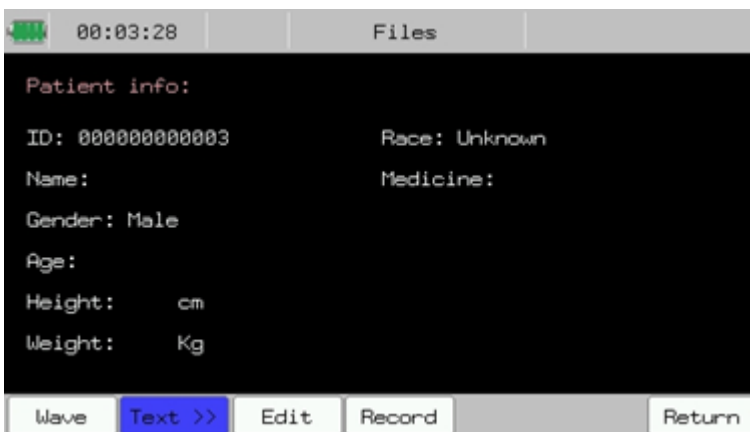 00:03:28 Files
Patient info:
ID: 000000000003 Race: Unknown
Name: Medicine:
Gender: Male
Age:
Height: cm
Weight: Kg
Wave Text >> Edit Record Return